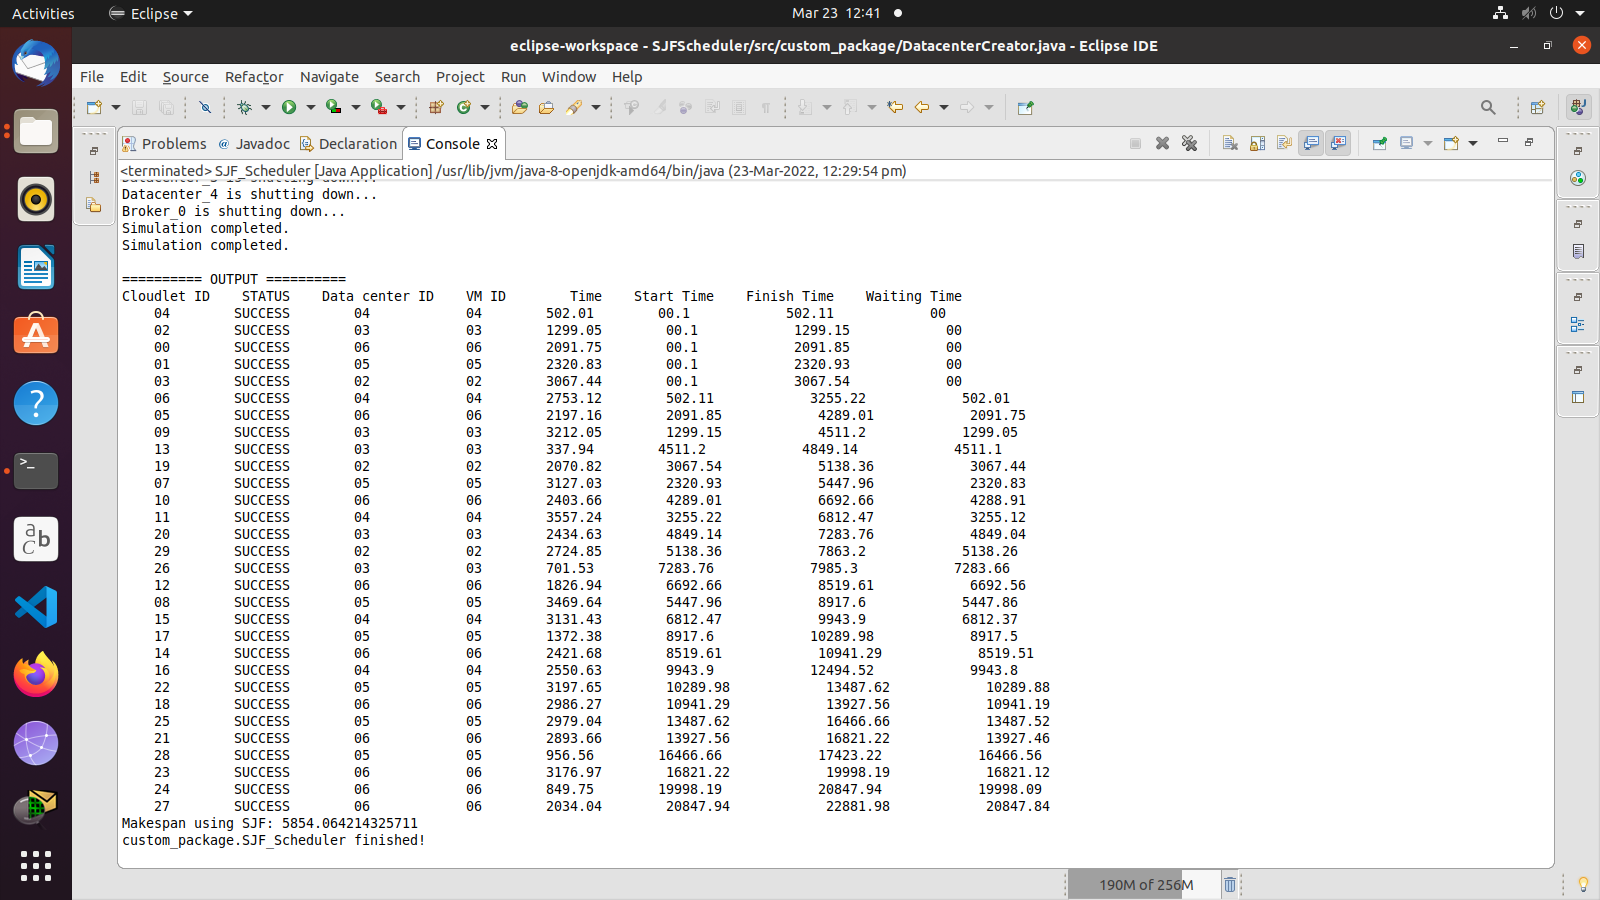 Activities Eclipse Mar 23 12:41
eclipse-workspace - SJFScheduler/src/custom_package/DatacenterCreator.java - Eclipse IDE
File Edit Source Refactor Navigate Search Project Run Window Help
Problems @ Javadoc Declaration Console
<terminated> SJF_Scheduler [Java Application] /usr/lib/jvm/java-8-openjdk-amd64/bin/java (23-Mar-2022, 12:29:54 pm)
Datacenter_4 is shutting down...
Broker_0 is shutting down...
Simulation completed.
Simulation completed.
========== OUTPUT ==========
Cloudlet ID STATUS Data center ID VM ID Time Start Time Finish Time Waiting Time
04 SUCCESS 04 04 502.01 00.1 502.11 00
02 SUCCESS 03 03 1299.05 00.1 1299.15 00
00 SUCCESS 06 06 2091.75 00.1 2091.85 00
01 SUCCESS 05 05 2320.83 00.1 2320.93 00
03 SUCCESS 02 02 3067.44 00.1 3067.54 00
06 SUCCESS 04 04 2753.12 502.11 3255.22 502.01
05 SUCCESS 06 06 2197.16 2091.85 4289.01 2091.75
09 SUCCESS 03 03 3212.05 1299.15 4511.2 1299.05
13 SUCCESS 03 03 337.94 4511.2 4849.14 4511.1
19 SUCCESS 02 02 2070.82 3067.54 5138.36 3067.44
07 SUCCESS 05 05 3127.03 2320.93 5447.96 2320.83
10 SUCCESS 06 06 2403.66 4289.01 6692.66 4288.91
11 SUCCESS 04 04 3557.24 3255.22 6812.47 3255.12
20 SUCCESS 03 03 2434.63 4849.14 7283.76 4849.04
29 SUCCESS 02 02 2724.85 5138.36 7863.2 5138.26
26 SUCCESS 03 03 701.53 7283.76 7985.3 7283.66
12 SUCCESS 06 06 1826.94 6692.66 8519.61 6692.56
08 SUCCESS 05 05 3469.64 5447.96 8917.6 5447.86
15 SUCCESS 04 04 3131.43 6812.47 9943.9 6812.37
17 SUCCESS 05 05 1372.38 8917.6 10289.98 8917.5
14 SUCCESS 06 06 2421.68 8519.61 10941.29 8519.51
16 SUCCESS 04 04 2550.63 9943.9 12494.52 9943.8
22 SUCCESS 05 05 3197.65 10289.98 13487.62 10289.88
18 SUCCESS 06 06 2986.27 10941.29 13927.56 10941.19
25 SUCCESS 05 05 2979.04 13487.62 16466.66 13487.52
21 SUCCESS 06 06 2893.66 13927.56 16821.22 13927.46
28 SUCCESS 05 05 956.56 16466.66 17423.22 16466.56
23 SUCCESS 06 06 3176.97 16821.22 19998.19 16821.12
24 SUCCESS 06 06 849.75 19998.19 20847.94 19998.09
27 SUCCESS 06 06 2034.04 20847.94 22881.98 20847.84
Makespan using SJF: 5854.064214325711
custom_package.SJF_Scheduler finished!
190M of 256M